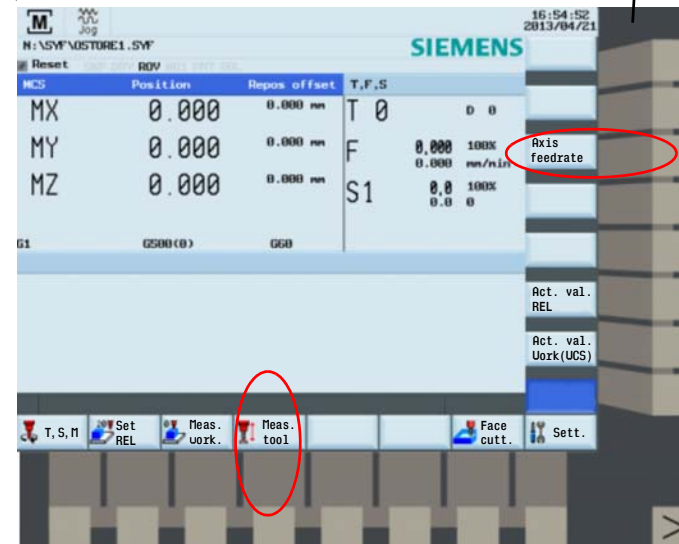 M
Jog
16:54:52
2013/04/21
N:\SYF\OSTORE1.SYF
SIEMENS
Reset
ROV
MCS Position Repos offset T,F,S
MX 0.000 0.000 mm T 0 D 0
MY 0.000 0.000 mm F 0,000 100%
0.000 mm/min
MZ 0.000 0.000 mm S1 0,0 100%
0.0 0
G1 G500(0) G60
Axis
feedrate
Act. val.
REL
Act. val.
Work(UCS)
T,S,M
Set
REL
Meas.
work.
Meas.
tool
Face
cutt.
Sett.
>